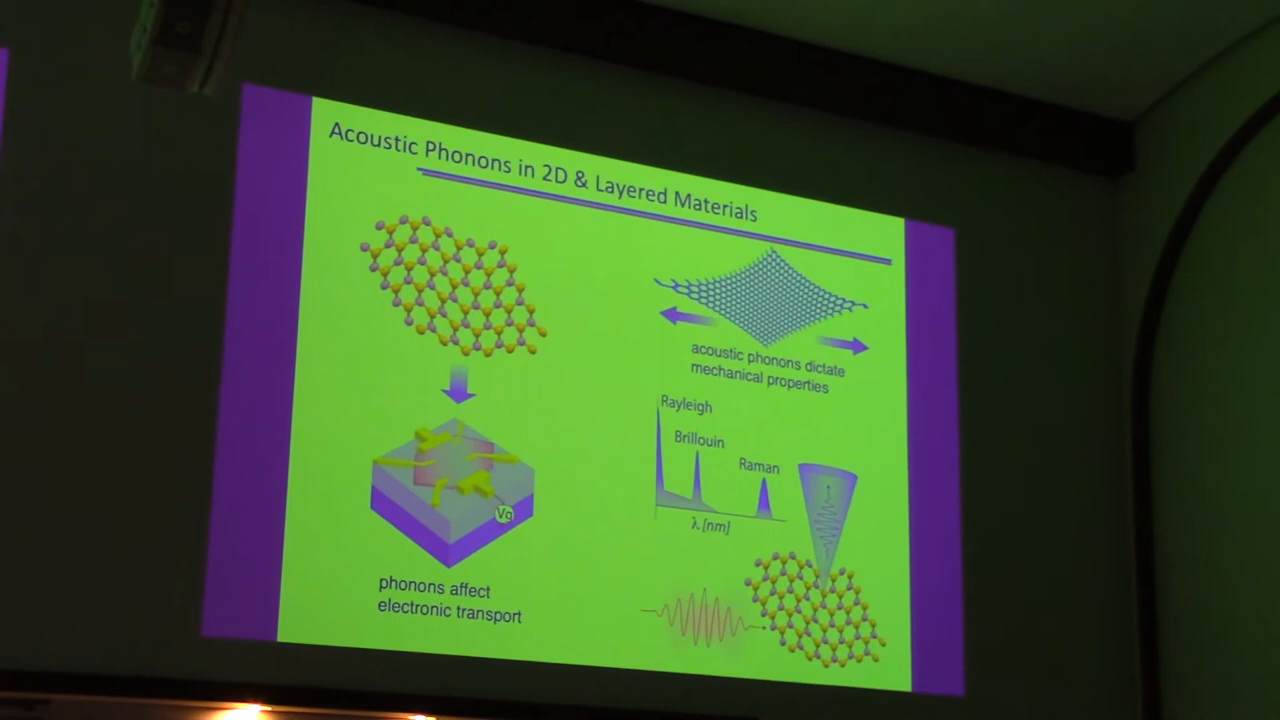 Acoustic Phonons in 2D & Layered Materials
acoustic phonons dictate
mechanical properties
Rayleigh
Brillouin
Raman
λ [nm]
Vg
phonons affect
electronic transport